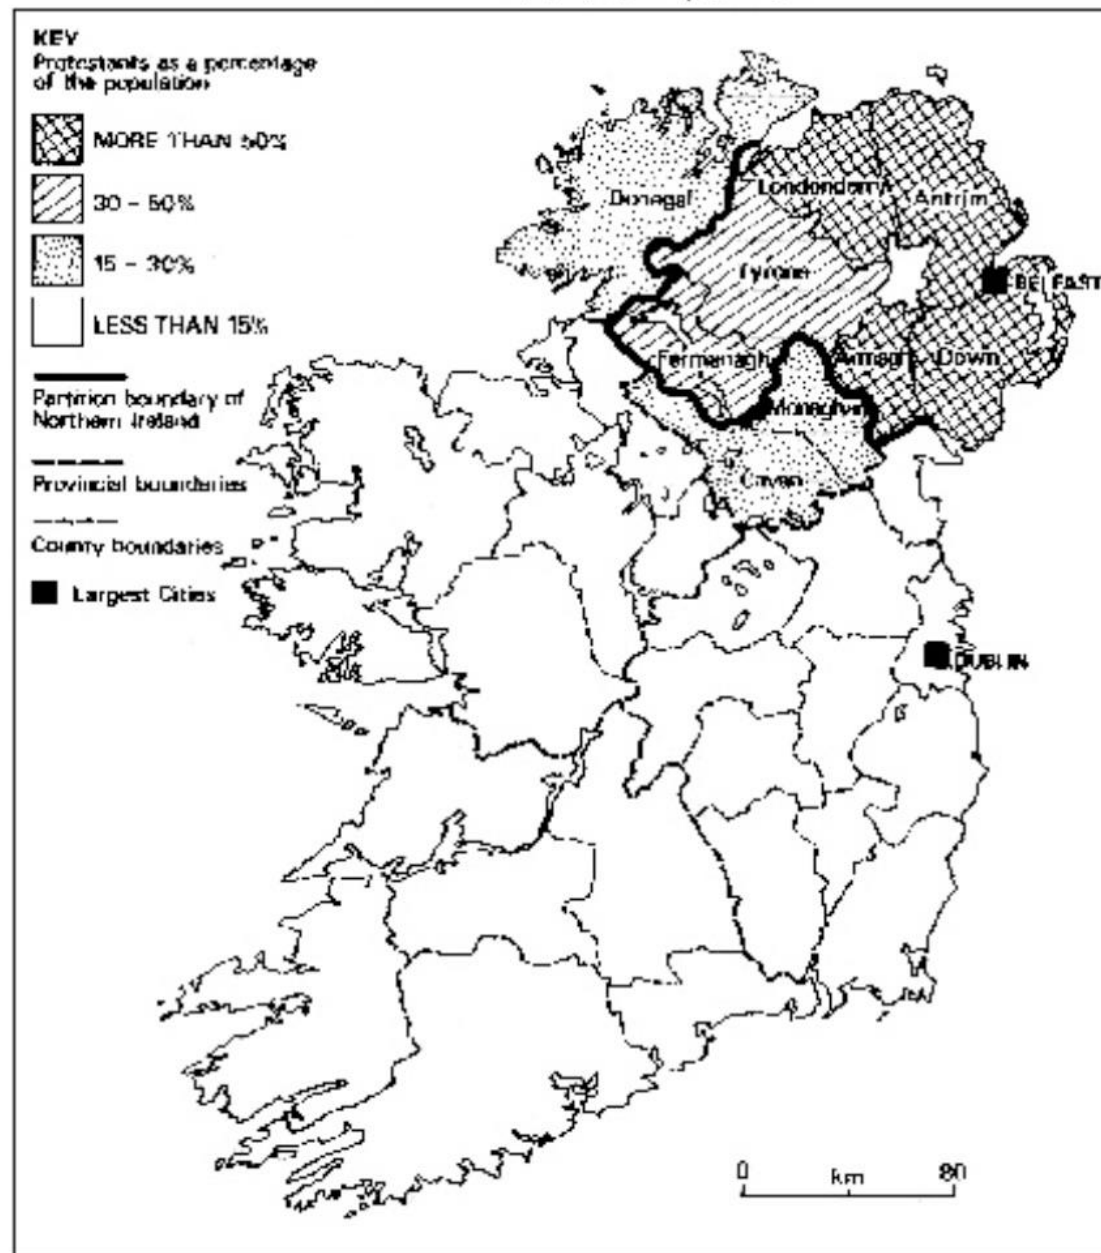 KEY
Protestants as a percentage
of the population
MORE THAN 50%
30 - 50%
15 - 30%
LESS THAN 15%
Partition boundary of
Northern Ireland
Provincial boundaries
County boundaries
Largest Cities
Donegal
Londonderry
Antrim
Tyrone
BELFAST
Fermanagh
Armagh
Down
Monaghan
Cavan
DUBLIN
0 km 80